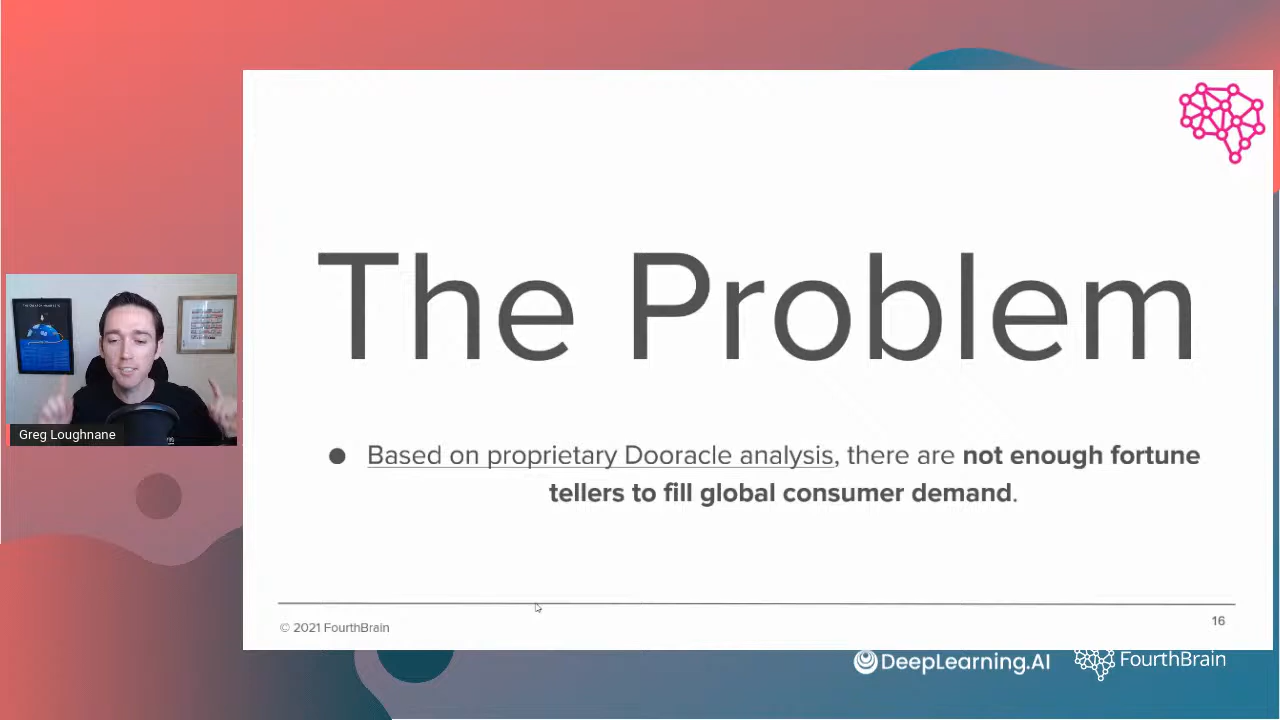 The Problem
● Based on proprietary Dooracle analysis, there are not enough fortune
tellers to fill global consumer demand.
Greg Loughnane
© 2021 FourthBrain
16
DeepLearning.AI
FourthBrain